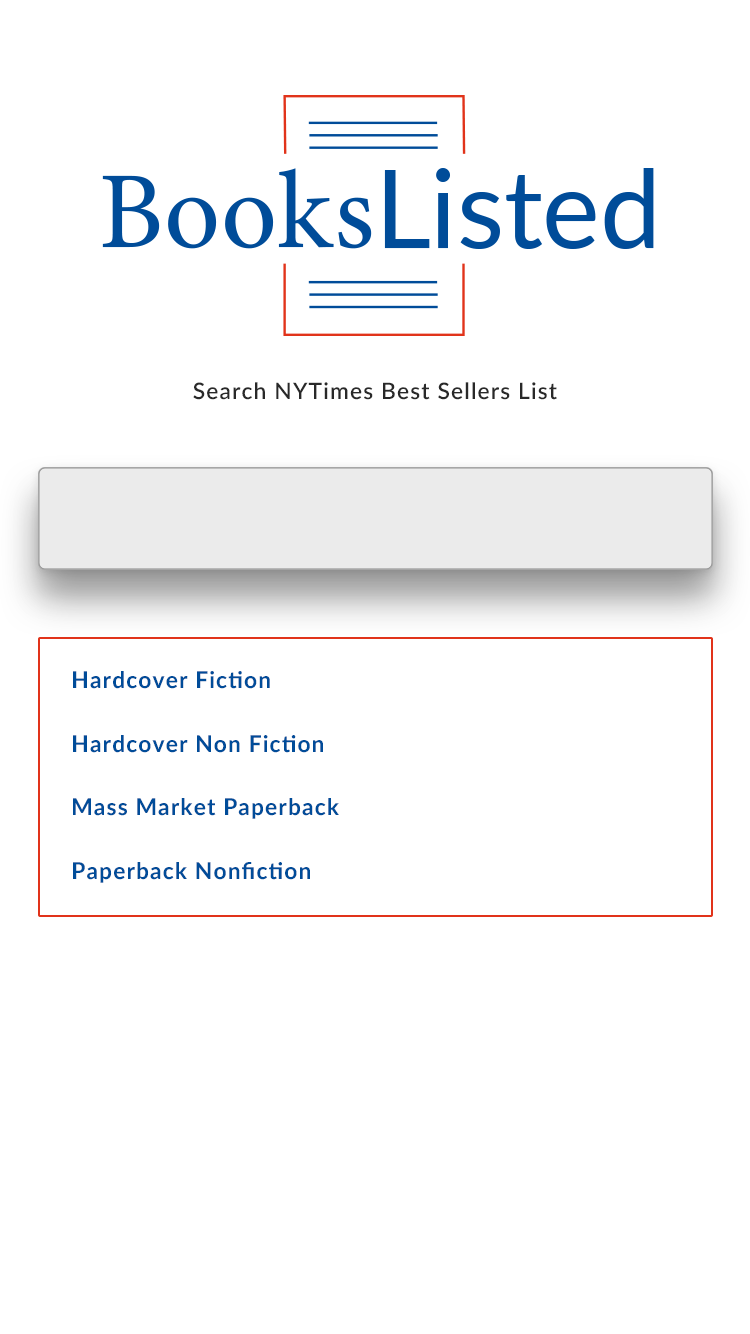 BooksListed
Search NYTimes Best Sellers List
Hardcover Fiction
Hardcover Non Fiction
Mass Market Paperback
Paperback Nonfiction